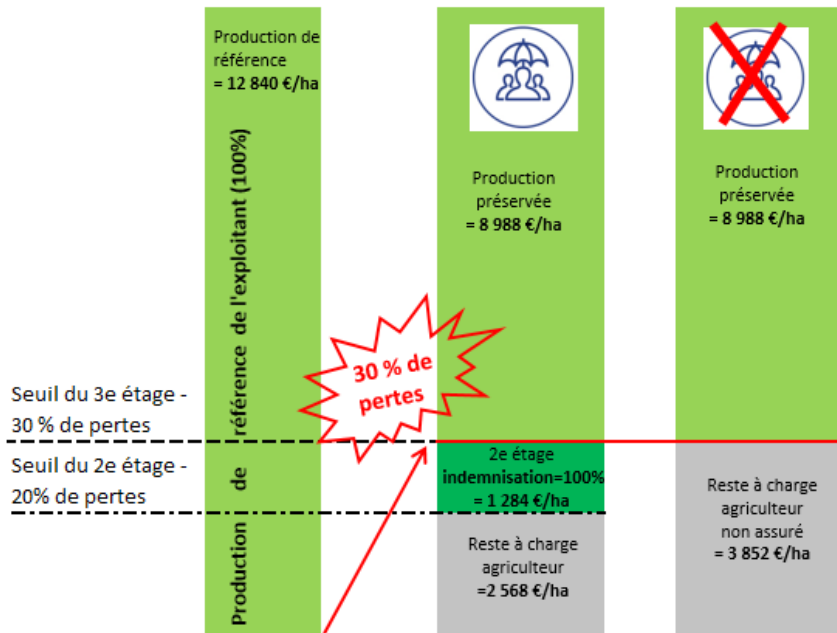 Production de
référence
= 12 840 €/ha
Production de référence de l'exploitant (100%)
Production
préservée
= 8 988 €/ha
Production
préservée
= 8 988 €/ha
30 % de
pertes
Seuil du 3e étage -
30 % de pertes
Seuil du 2e étage -
20% de pertes
2e étage
indemnisation=100%
= 1 284 €/ha
Reste à charge
agriculteur
=2 568 €/ha
Reste à charge
agriculteur
non assuré
= 3 852 €/ha